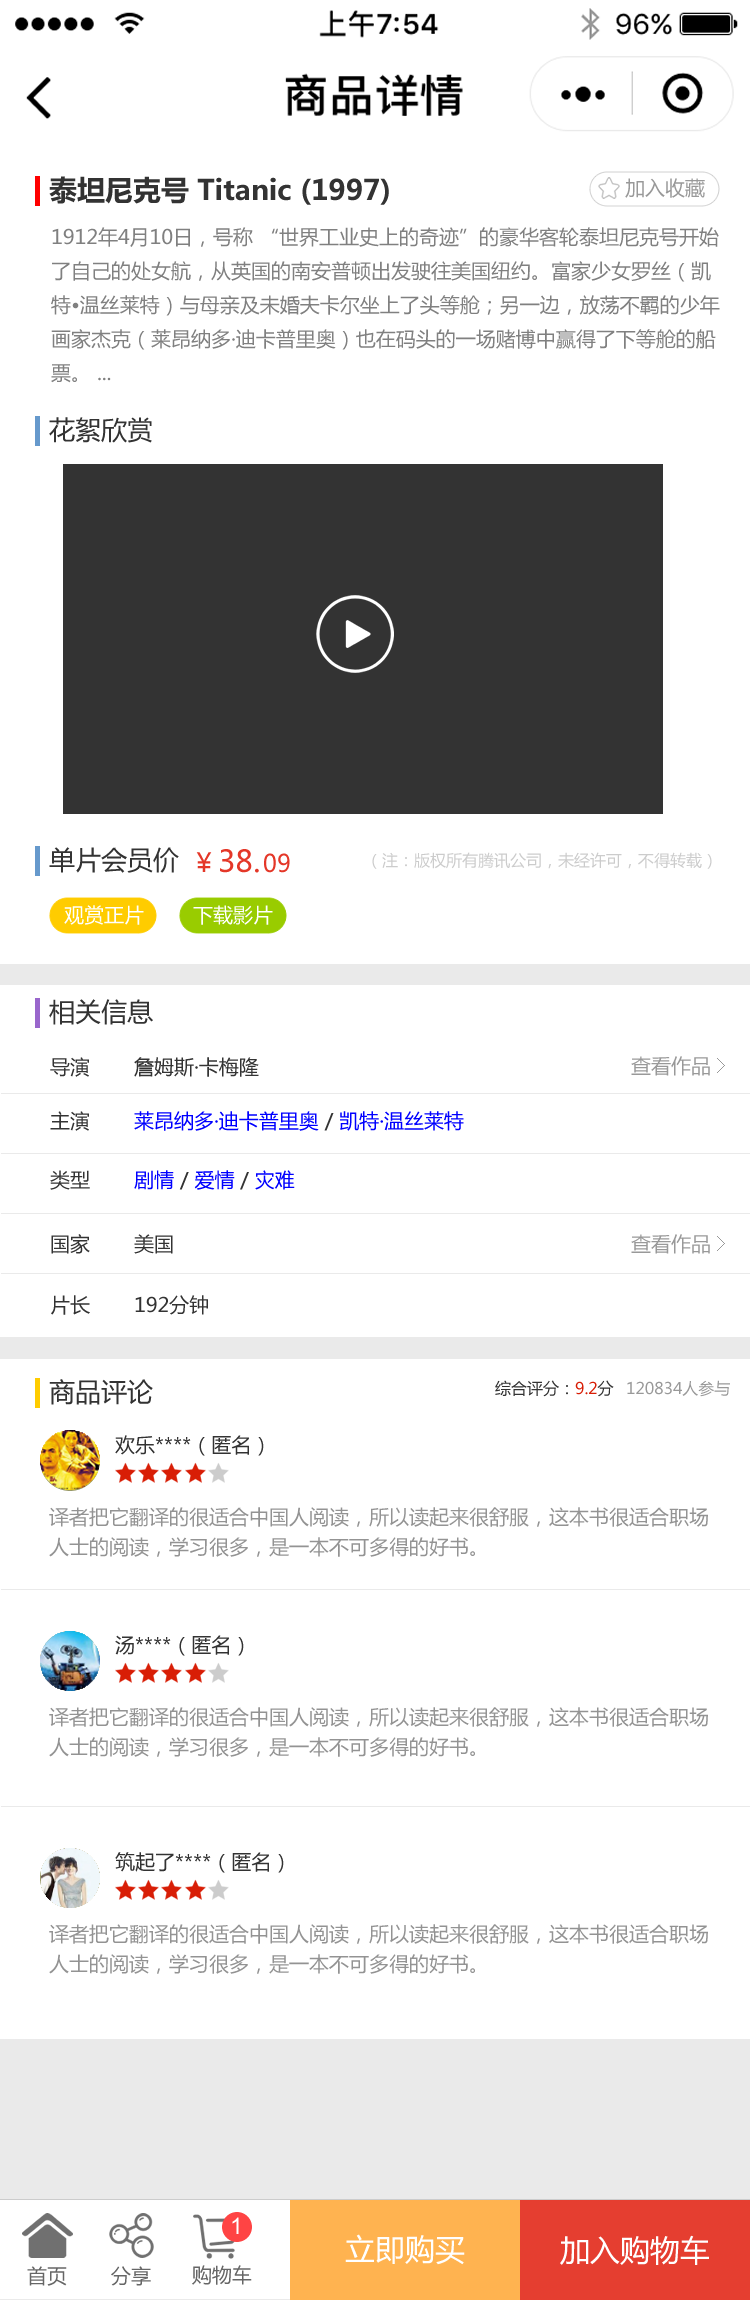 上午7:54
96%
商品详情
泰坦尼克号 Titanic (1997)
加入收藏
1912年4月10日，号称 “世界工业史上的奇迹”的豪华客轮泰坦尼克号开始
了自己的处女航，从英国的南安普顿出发驶往美国纽约。富家少女罗丝（凯
特•温丝莱特）与母亲及未婚夫卡尔坐上了头等舱；另一边，放荡不羁的少年
画家杰克（莱昂纳多·迪卡普里奥）也在码头的一场赌博中赢得了下等舱的船
票。 ...
花絮欣赏
单片会员价 ¥38.09
（注：版权所有腾讯公司，未经许可，不得转载）
观赏正片 下载影片
相关信息
导演 詹姆斯·卡梅隆 查看作品
主演 莱昂纳多·迪卡普里奥 / 凯特·温丝莱特
类型 剧情 / 爱情 / 灾难
国家 美国 查看作品
片长 192分钟
商品评论 综合评分：9.2分 120834人参与
欢乐****（匿名）
译者把它翻译的很适合中国人阅读，所以读起来很舒服，这本书很适合职场
人士的阅读，学习很多，是一本不可多得的好书。
汤****（匿名）
译者把它翻译的很适合中国人阅读，所以读起来很舒服，这本书很适合职场
人士的阅读，学习很多，是一本不可多得的好书。
筑起了****（匿名）
译者把它翻译的很适合中国人阅读，所以读起来很舒服，这本书很适合职场
人士的阅读，学习很多，是一本不可多得的好书。
1
首页 分享 购物车 立即购买 加入购物车